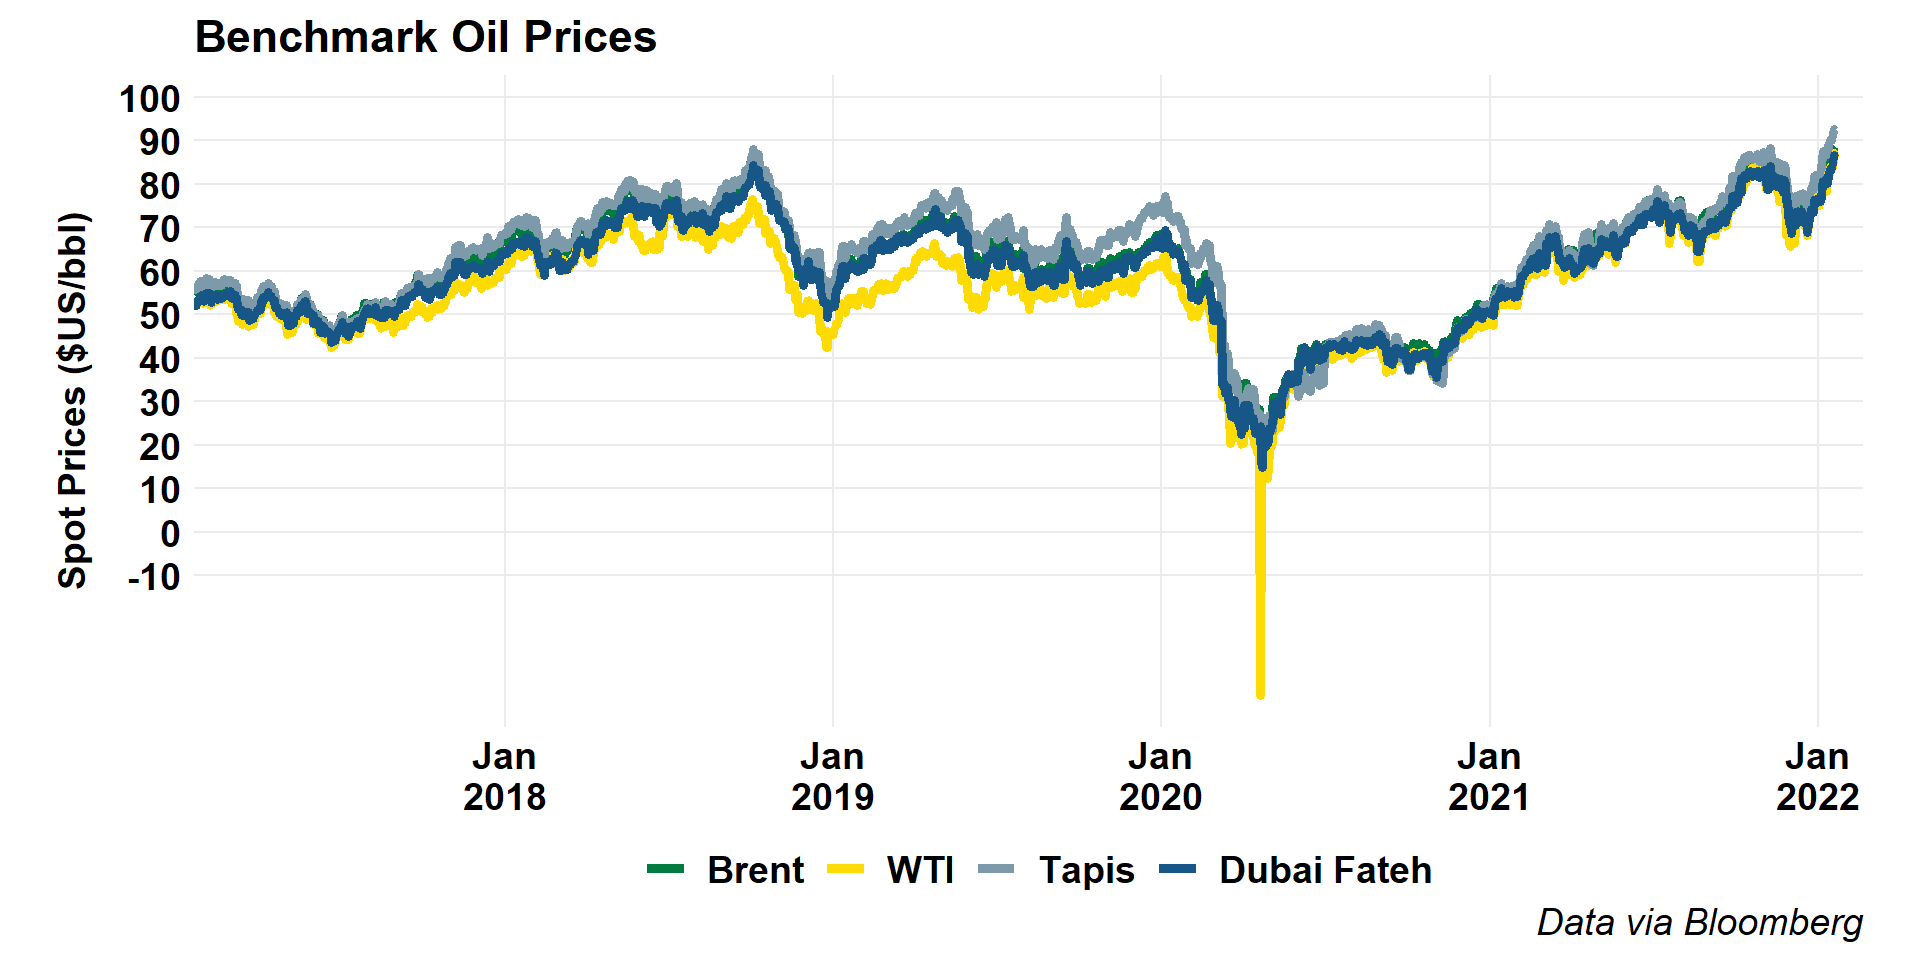 Benchmark Oil Prices
Spot Prices ($US/bbl)
100
90
80
70
60
50
40
30
20
10
0
-10
Jan
2018
Jan
2019
Jan
2020
Jan
2021
Jan
2022
Brent
WTI
Tapis
Dubai Fateh
Data via Bloomberg